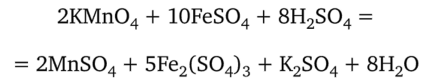 2KMnO₄ + 10FeSO₄ + 8H₂SO₄ =
= 2MnSO₄ + 5Fe₂(SO₄)₃ + K₂SO₄ + 8H₂O